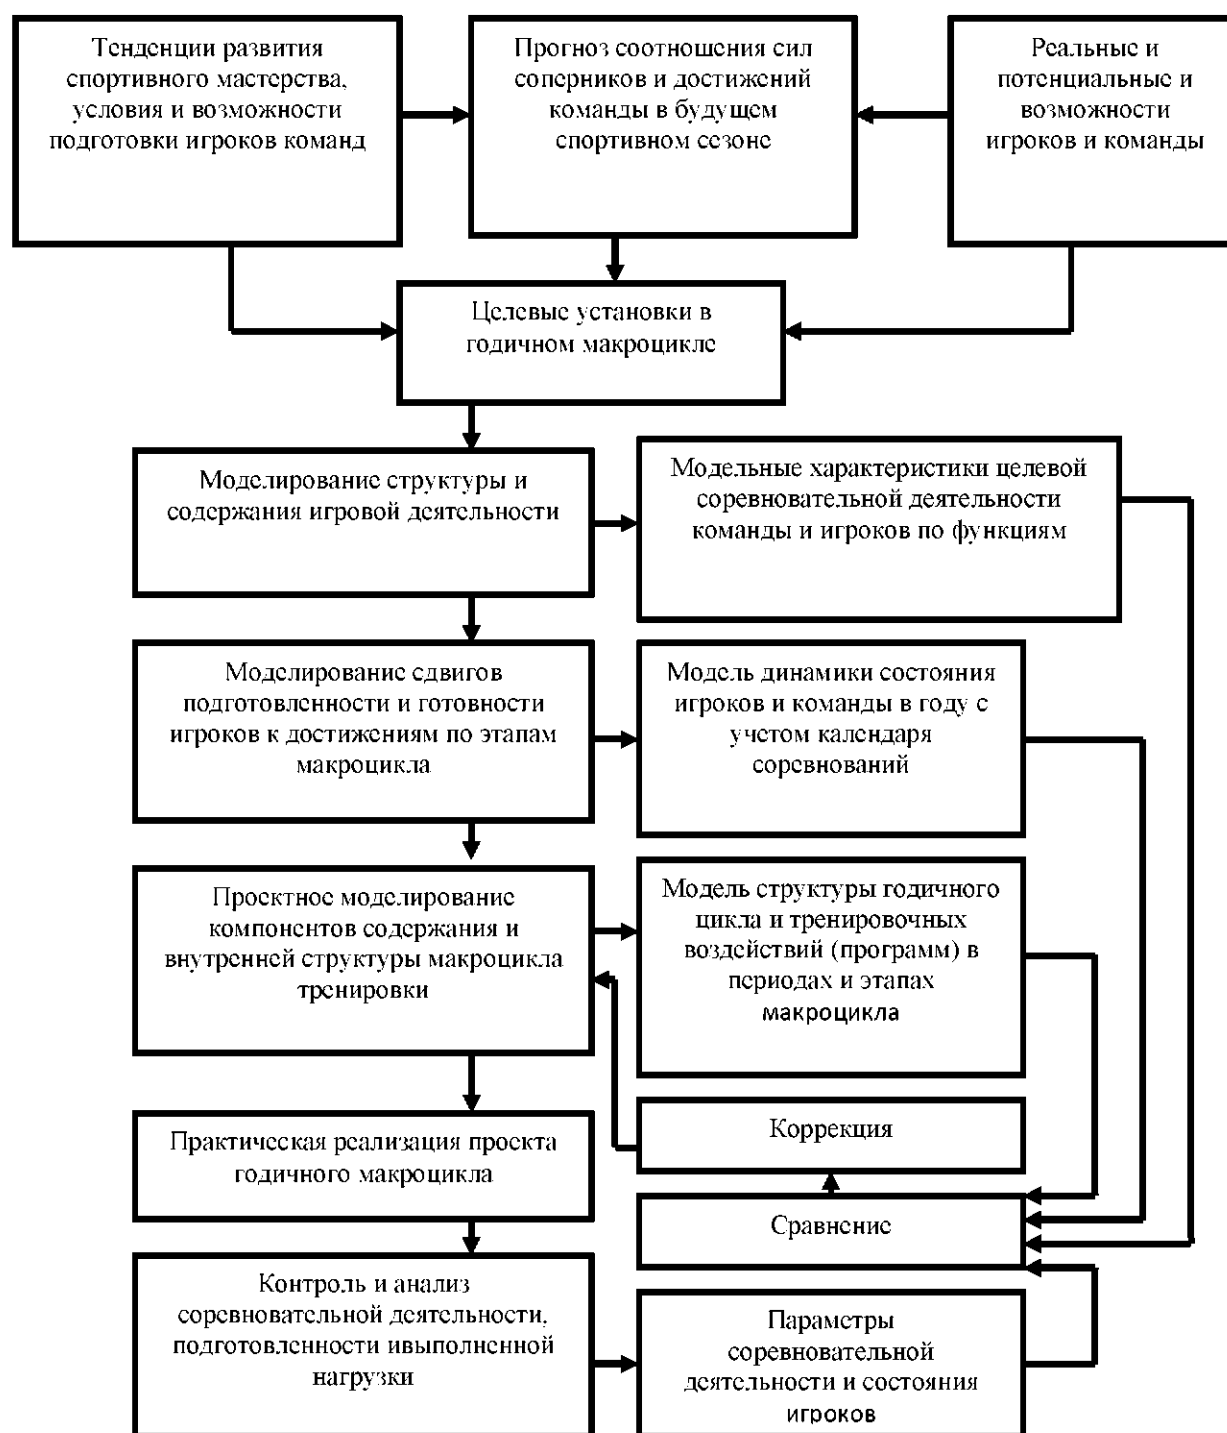 Тенденции развития
спортивного мастерства,
условия и возможности
подготовки игроков команд
Прогноз соотношения сил
соперников и достижений
команды в будущем
спортивном сезоне
Реальные и
потенциальные и
возможности
игроков и команды
Целевые установки в
годичном макроцикле
Моделирование структуры и
содержания игровой деятельности
Модельные характеристики целевой
соревновательной деятельности
команды и игроков по функциям
Моделирование сдвигов
подготовленности и готовности
игроков к достижениям по этапам
макроцикла
Модель динамики состояния
игроков и команды в году с
учетом календаря
соревнований
Проектное моделирование
компонентов содержания и
внутренней структуры макроцикла
тренировки
Модель структуры годичного
цикла и тренировочных
воздействий (программ) в
периодах и этапах
макроцикла
Коррекция
Практическая реализация проекта
годичного макроцикла
Сравнение
Контроль и анализ
соревновательной деятельности,
подготовленности ивыполненной
нагрузки
Параметры
соревновательной
деятельности и состояния
игроков